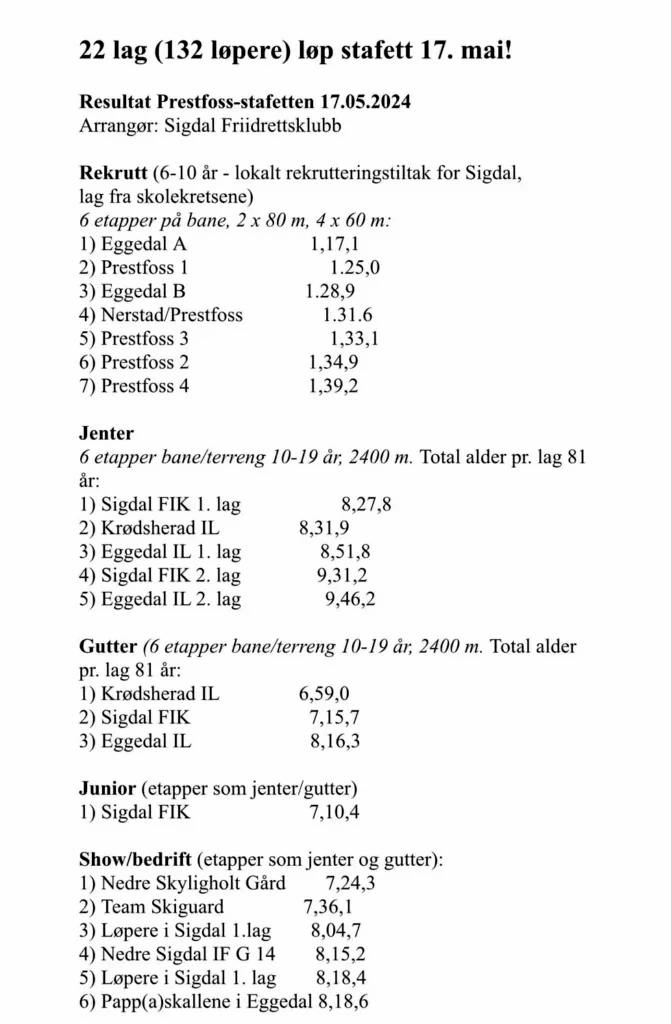 22 lag (132 løpere) løp stafett 17. mai!
Resultat Prestfoss-stafetten 17.05.2024
Arrangør: Sigdal Friidrettsklubb
Rekrutt (6-10 år - lokalt rekrutteringstiltak for Sigdal,
lag fra skolekretsene)
6 etapper på bane, 2 x 80 m, 4 x 60 m:
1) Eggedal A 1,17,1
2) Prestfoss 1 1.25,0
3) Eggedal B 1.28,9
4) Nerstad/Prestfoss 1.31.6
5) Prestfoss 3 1,33,1
6) Prestfoss 2 1,34,9
7) Prestfoss 4 1,39,2
Jenter
6 etapper bane/terreng 10-19 år, 2400 m. Total alder pr. lag 81
år:
1) Sigdal FIK 1. lag 8,27,8
2) Krødsherad IL 8,31,9
3) Eggedal IL 1. lag 8,51,8
4) Sigdal FIK 2. lag 9,31,2
5) Eggedal IL 2. lag 9,46,2
Gutter (6 etapper bane/terreng 10-19 år, 2400 m. Total alder
pr. lag 81 år:
1) Krødsherad IL 6,59,0
2) Sigdal FIK 7,15,7
3) Eggedal IL 8,16,3
Junior (etapper som jenter/gutter)
1) Sigdal FIK 7,10,4
Show/bedrift (etapper som jenter og gutter):
1) Nedre Skyligholt Gård 7,24,3
2) Team Skiguard 7,36,1
3) Løpere i Sigdal 1.lag 8,04,7
4) Nedre Sigdal IF G 14 8,15,2
5) Løpere i Sigdal 1. lag 8,18,4
6) Papp(a)skallene i Eggedal 8,18,6